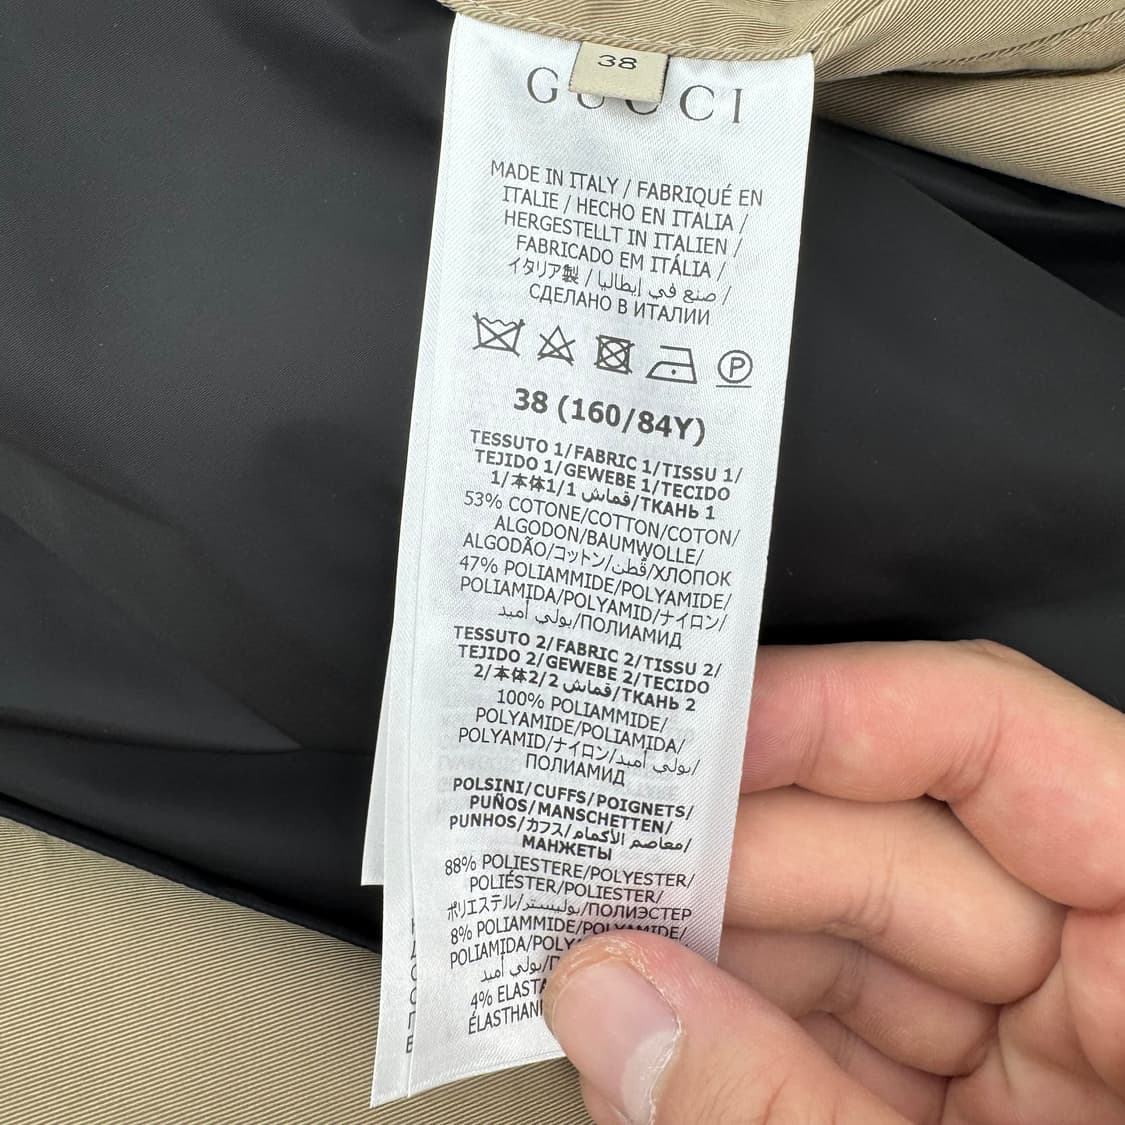 38
GUCCI
MADE IN ITALY / FABRIQUÉ EN
ITALIE / HECHO EN ITALIA /
HERGESTELLT IN ITALIEN /
FABRICADO EM ITÁLIA /
イタリア製 / صنع في إيطاليا /
СДЕЛАНО В ИТАЛИИ
P
38 (160/84Y)
TESSUTO 1/FABRIC 1/TISSU 1/
TEJIDO 1/GEWEBE 1/TECIDO
1/本体1/قماش 1/ТКАНЬ 1
53% COTONE/COTTON/COTON/
ALGODON/BAUMWOLLE/
ALGODÃO/コットン/قطن/ХЛОПОК
47% POLIAMMIDE/POLYAMIDE/
POLIAMIDA/POLYAMID/ナイロン/
بولي أميد/ПОЛИАМИД
TESSUTO 2/FABRIC 2/TISSU 2/
TEJIDO 2/GEWEBE 2/TECIDO
2/本体2/قماش 2/ТКАНЬ 2
100% POLIAMMIDE/
POLYAMIDE/POLIAMIDA/
POLYAMID/ナイロン/بولي أميد/
ПОЛИАМИД
POLSINI/CUFFS/POIGNETS/
PUÑOS/MANSCHETTEN/
PUNHOS/カフス/معاصم الأكمام/
МАНЖЕТЫ
88% POLIESTERE/POLYESTER/
POLIÉSTER/POLIESTER/
ポリエステル/بوليستر/ПОЛИЭСТЕР
8% POLIAMMIDE/POLYAMIDE/
POLIAMIDA/POLY
بولي أميد/П
4% ELASTA
ÉLASTHAN